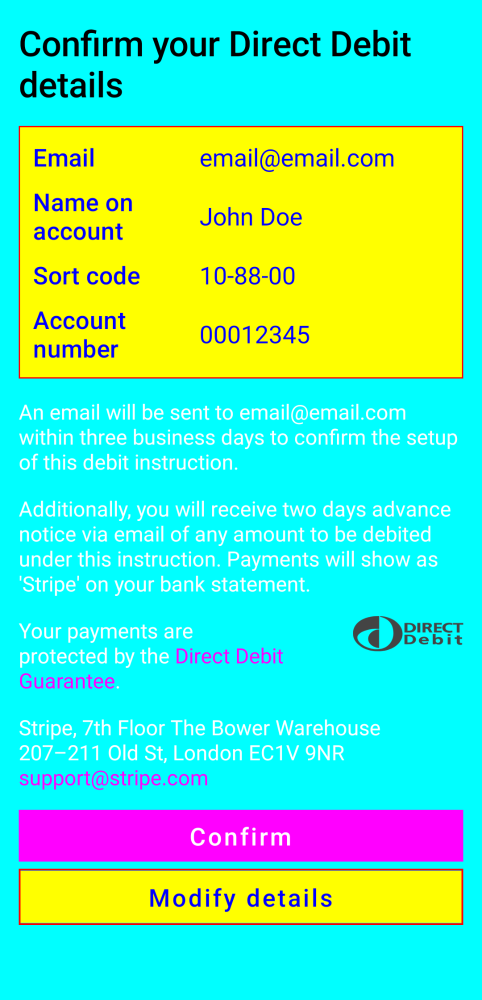 Confirm your Direct Debit
details
Email email@email.com
Name on
account John Doe
Sort code 10-88-00
Account
number 00012345
An email will be sent to email@email.com
within three business days to confirm the setup
of this debit instruction.
Additionally, you will receive two days advance
notice via email of any amount to be debited
under this instruction. Payments will show as
'Stripe' on your bank statement.
Your payments are
protected by the Direct Debit
Guarantee.
DIRECT
Debit
Stripe, 7th Floor The Bower Warehouse
207–211 Old St, London EC1V 9NR
support@stripe.com
Confirm
Modify details